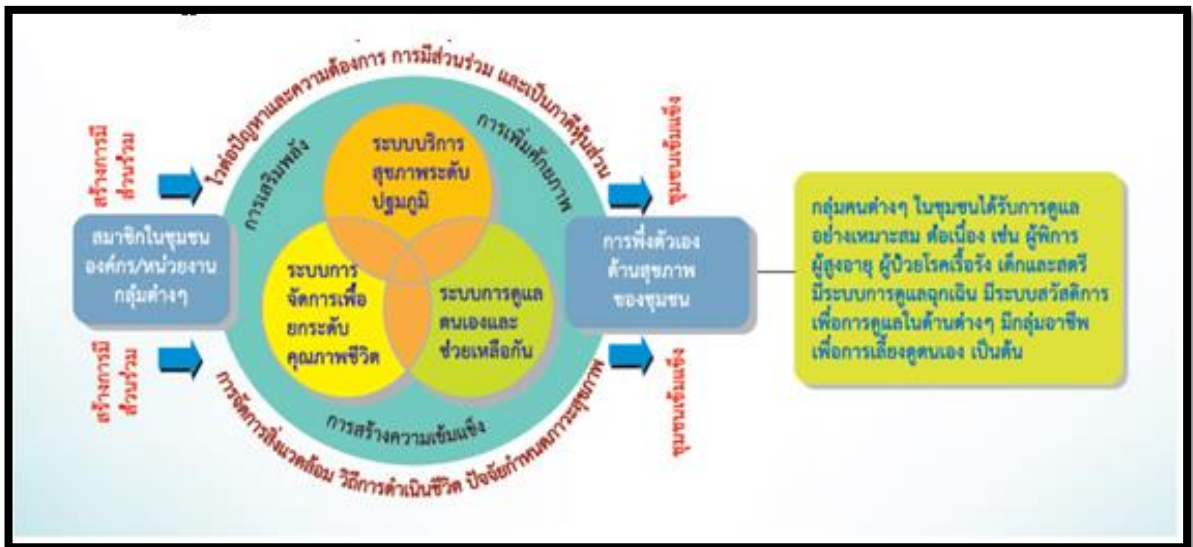 ไวต่อปัญหาและความต้องการ การมีส่วนร่วม และเป็นภาคีหุ้นส่วน
สร้างการมี
ส่วนร่วม
สมาชิกในชุมชน
องค์กร/หน่วยงาน
กลุ่มต่างๆ
สร้างการมี
ส่วนร่วม
การเสริมพลัง
การเพิ่มศักยภาพ
ระบบบริการ
สุขภาพระดับ
ปฐมภูมิ
ระบบการ
จัดการเพื่อ
ยกระดับ
คุณภาพชีวิต
ระบบการดูแล
ตนเองและ
ช่วยเหลือกัน
การสร้างความเข้มแข็ง
การจัดการสิ่งแวดล้อม วิถีการดำเนินชีวิต ปัจจัยกำหนดภาวะสุขภาพ
ชุมชนเข้มแข็ง
การพึ่งตัวเอง
ด้านสุขภาพ
ของชุมชน
ชุมชนเข้มแข็ง
กลุ่มคนต่างๆ ในชุมชนได้รับการดูแล
อย่างเหมาะสม ต่อเนื่อง เช่น ผู้พิการ
ผู้สูงอายุ ผู้ป่วยโรคเรื้อรัง เด็กและสตรี
มีระบบการดูแลฉุกเฉิน มีระบบสวัสดิการ
เพื่อการดูแลในด้านต่างๆ มีกลุ่มอาชีพ
เพื่อการเลี้ยงดูตนเอง เป็นต้น